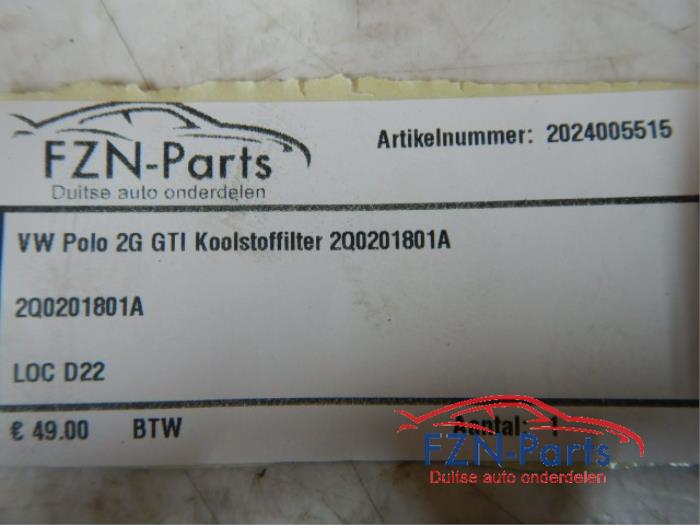 FZN-Parts
Duitse auto onderdelen
Artikelnummer: 2024005515
VW Polo 2G GTI Koolstoffilter 2Q0201801A
2Q0201801A
LOC D22
€ 49.00 BTW Aantal: 1
FZN-Parts
Duitse auto onderdelen